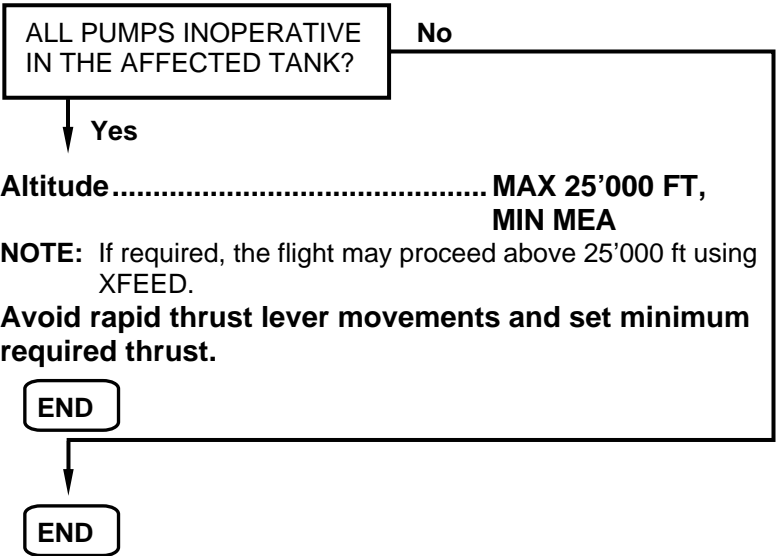 ALL PUMPS INOPERATIVE No
IN THE AFFECTED TANK?
Yes
Altitude............................................. MAX 25’000 FT,
MIN MEA
NOTE: If required, the flight may proceed above 25’000 ft using
XFEED.
Avoid rapid thrust lever movements and set minimum
required thrust.
END
END